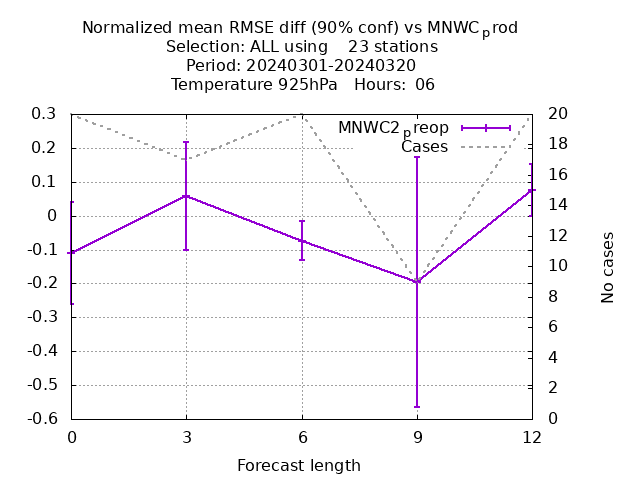 Normalized mean RMSE diff (90% conf) vs MNWCprod
Selection: ALL using 23 stations
Period: 20240301-20240320
Temperature 925hPa Hours: 06
MNWC2preop
Cases
0.3
0.2
0.1
0
-0.1
-0.2
-0.3
-0.4
-0.5
-0.6
20
18
16
14
12
10
8
6
4
2
0
No cases
0 3 6 9 12
Forecast length